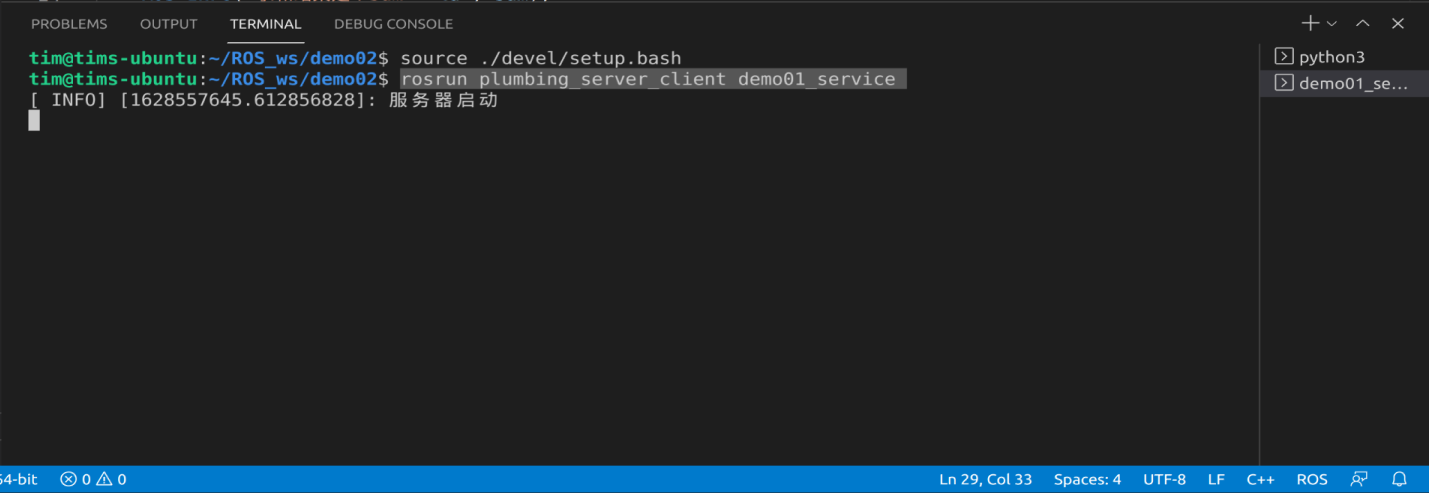 PROBLEMS OUTPUT TERMINAL DEBUG CONSOLE
tim@tims-ubuntu:~/ROS_ws/demo02$ source ./devel/setup.bash
tim@tims-ubuntu:~/ROS_ws/demo02$ rosrun plumbing_server_client demo01_service
[ INFO] [1628557645.612856828]: 服务器启动
python3
demo01_se...
64-bit 0 0 Ln 29, Col 33 Spaces: 4 UTF-8 LF C++ ROS